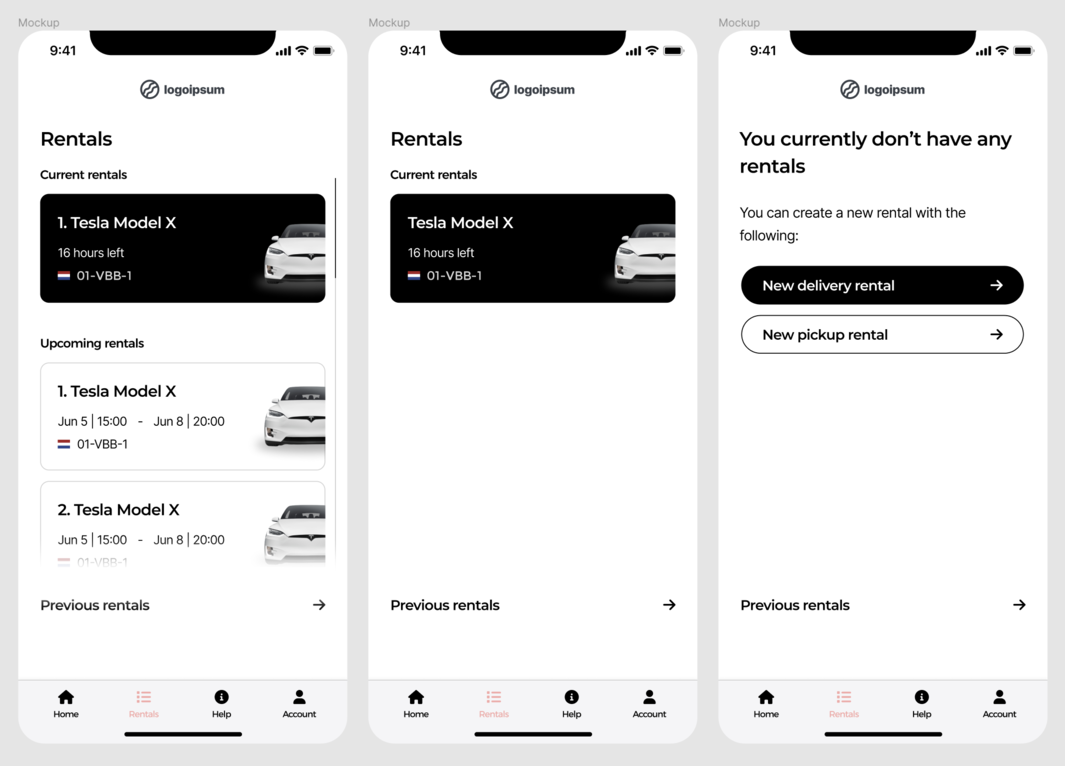 Mockup
9:41
logoipsum
Rentals
Current rentals
1. Tesla Model X
16 hours left
01-VBB-1
Upcoming rentals
1. Tesla Model X
Jun 5 | 15:00 - Jun 8 | 20:00
01-VBB-1
2. Tesla Model X
Jun 5 | 15:00 - Jun 8 | 20:00
01-VBB-1
Previous rentals
Home Rentals Help Account
Mockup
9:41
logoipsum
Rentals
Current rentals
Tesla Model X
16 hours left
01-VBB-1
Previous rentals
Home Rentals Help Account
Mockup
9:41
logoipsum
You currently don’t have any
rentals
You can create a new rental with the
following:
New delivery rental
New pickup rental
Previous rentals
Home Rentals Help Account